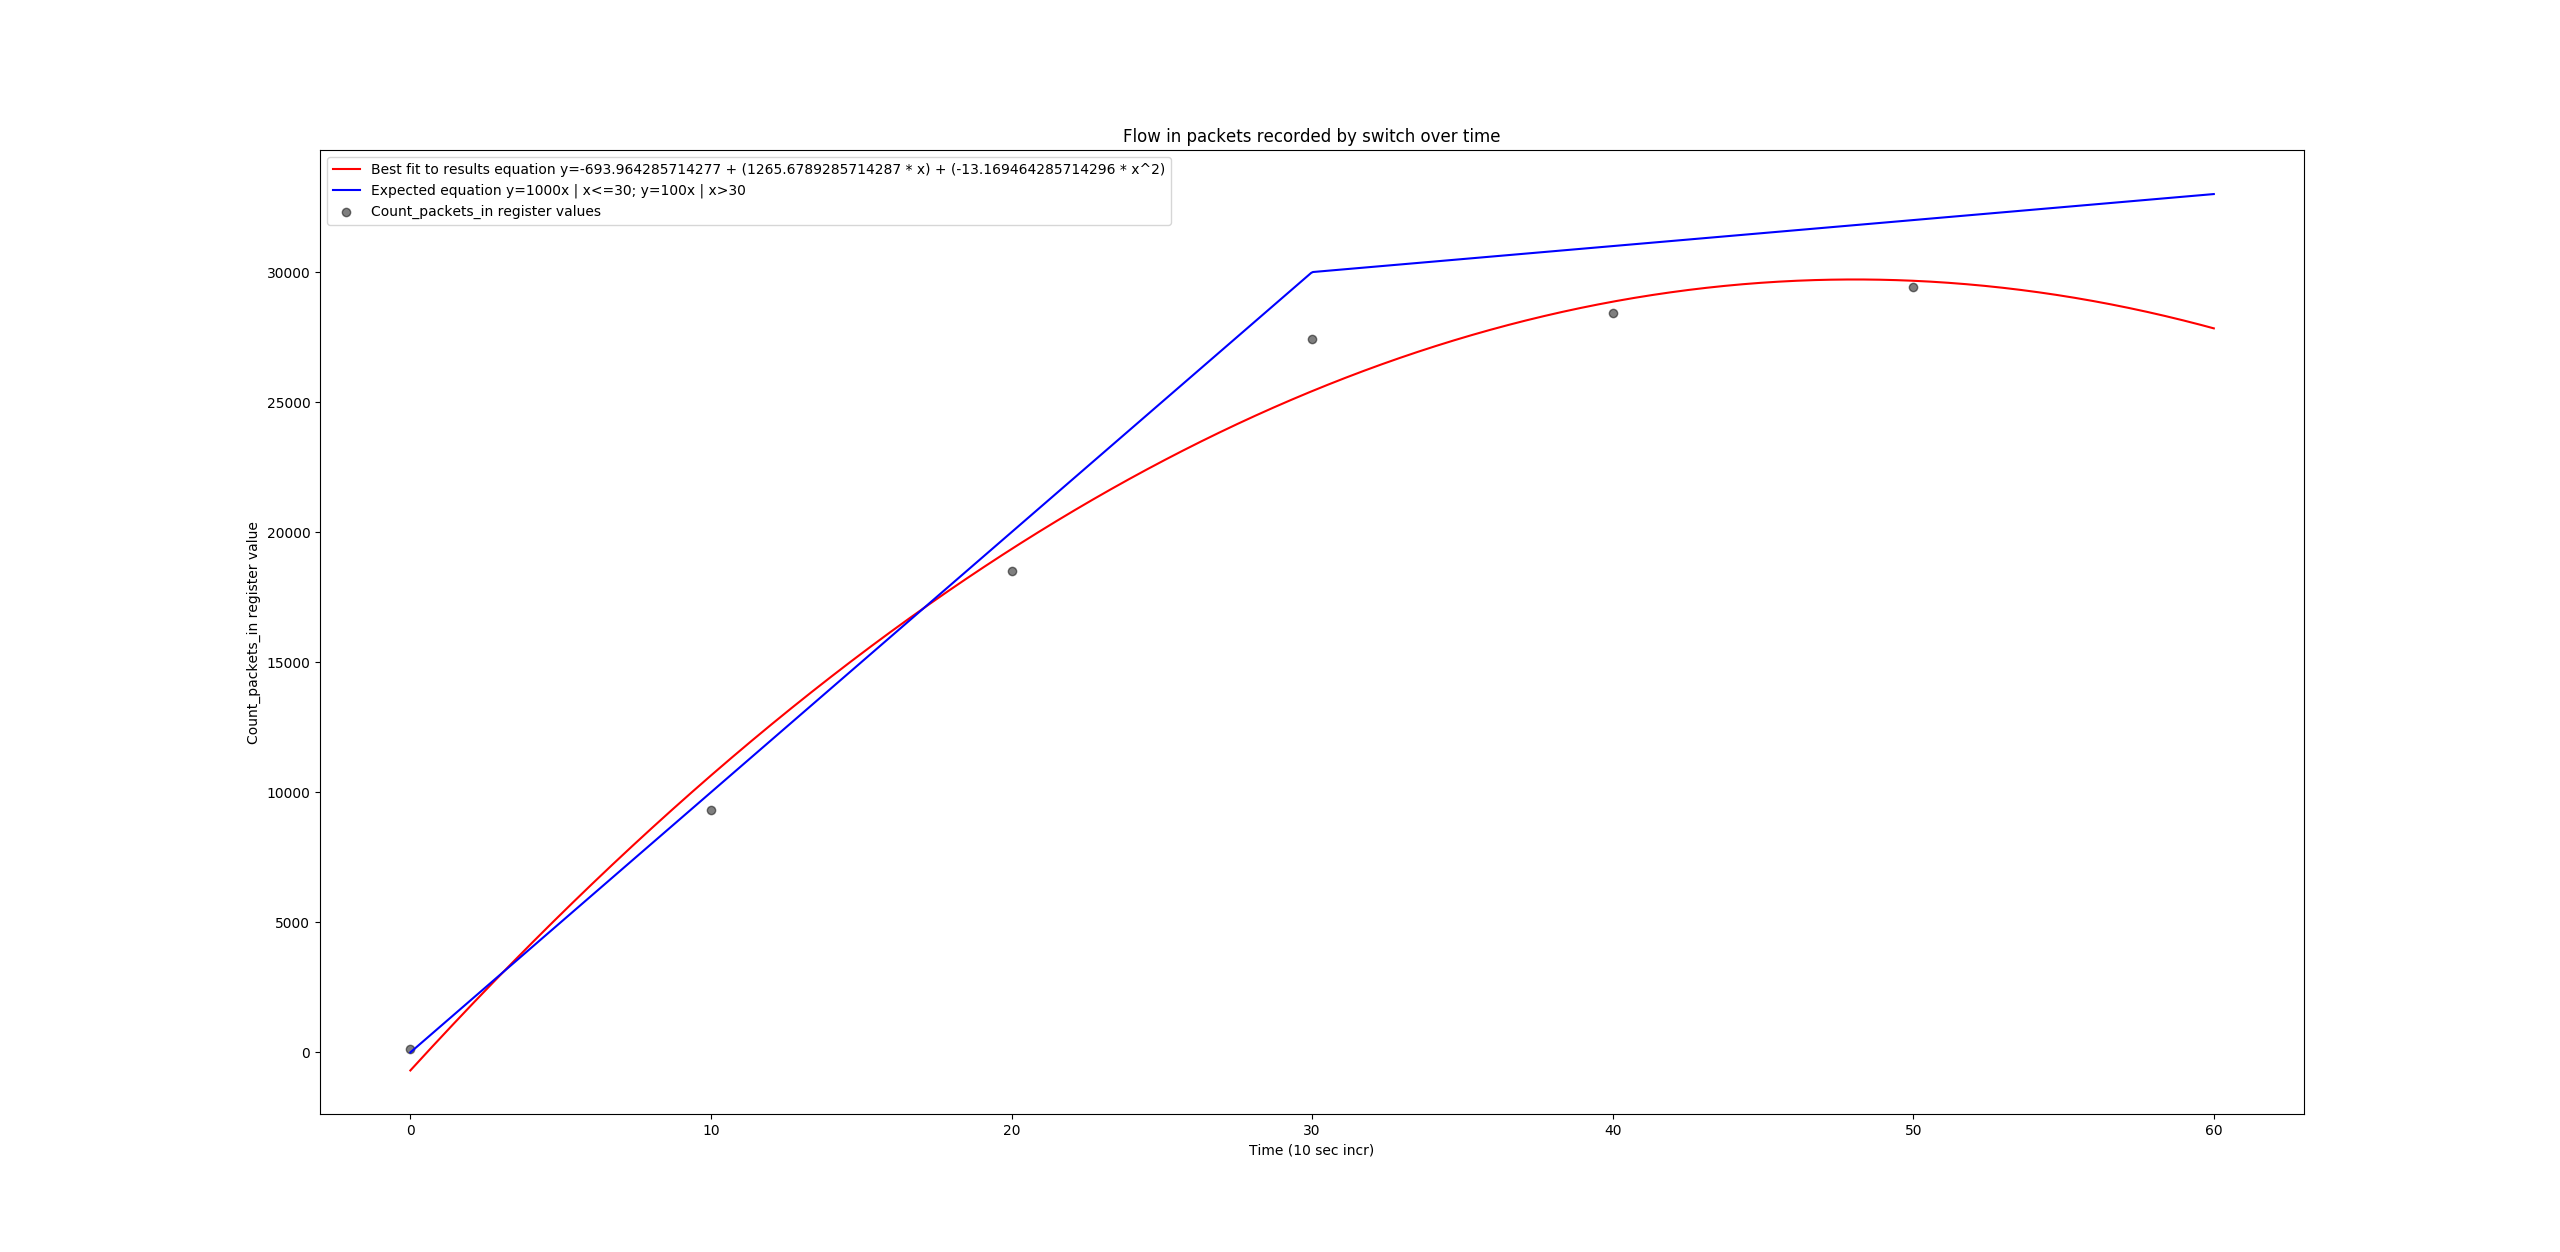 Flow in packets recorded by switch over time
Best fit to results equation y=-693.964285714277 + (1265.6789285714287 * x) + (-13.169464285714296 * x^2)
Expected equation y=1000x | x<=30; y=100x | x>30
Count_packets_in register values
30000
25000
20000
15000
10000
5000
0
Count_packets_in register value
0 10 20 30 40 50 60
Time (10 sec incr)